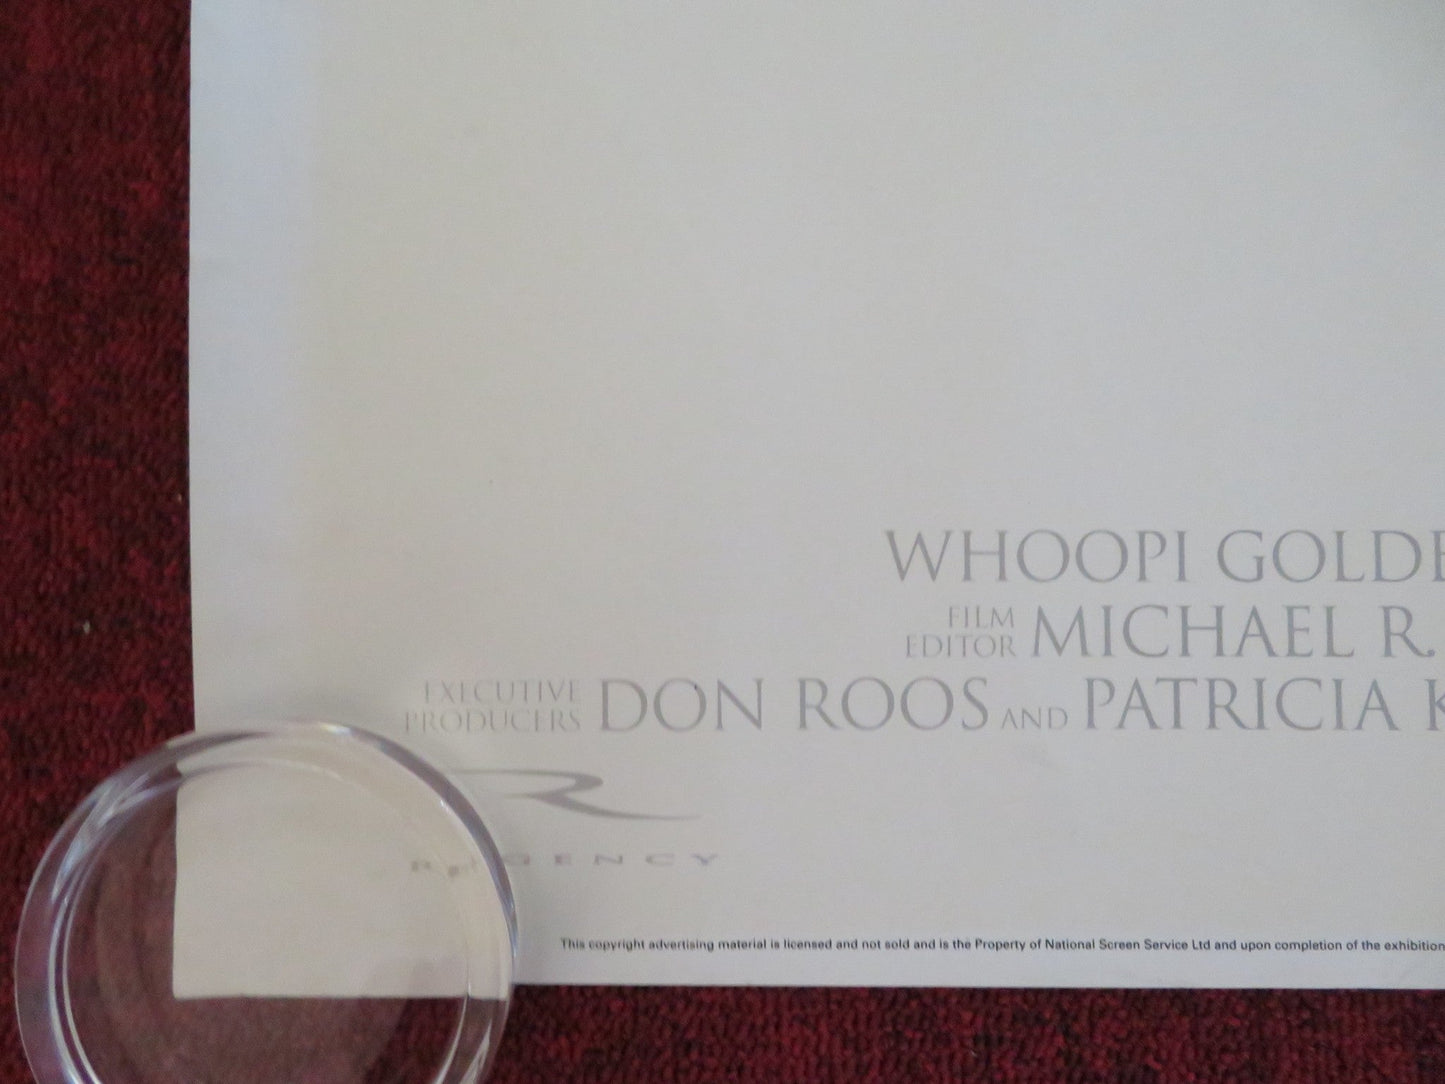 WHOOPI GOLDE
FILM
EDITOR MICHAEL R.
EXECUTIVE
PRODUCERS DON ROOS AND PATRICIA K
R
REGENCY
This copyright advertising material is licensed and not sold and is the Property of National Screen Service Ltd and upon completion of the exhibition